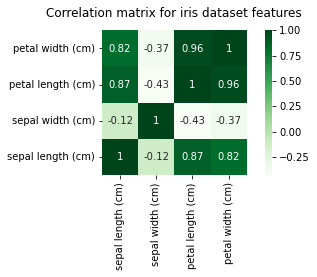 Correlation matrix for iris dataset features
petal width (cm) 0.82 -0.37 0.96 1
petal length (cm) 0.87 -0.43 1 0.96
sepal width (cm) -0.12 1 -0.43 -0.37
sepal length (cm) 1 -0.12 0.87 0.82
sepal length (cm)
sepal width (cm)
petal length (cm)
petal width (cm)
1.00
0.75
0.50
0.25
0.00
-0.25